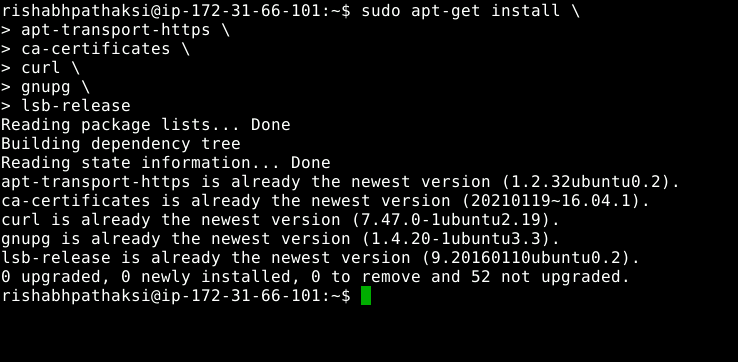 rishabhpathaksi@ip-172-31-66-101:~$ sudo apt-get install \
> apt-transport-https \
> ca-certificates \
> curl \
> gnupg \
> lsb-release
Reading package lists... Done
Building dependency tree
Reading state information... Done
apt-transport-https is already the newest version (1.2.32ubuntu0.2).
ca-certificates is already the newest version (20210119~16.04.1).
curl is already the newest version (7.47.0-1ubuntu2.19).
gnupg is already the newest version (1.4.20-1ubuntu3.3).
lsb-release is already the newest version (9.20160110ubuntu0.2).
0 upgraded, 0 newly installed, 0 to remove and 52 not upgraded.
rishabhpathaksi@ip-172-31-66-101:~$